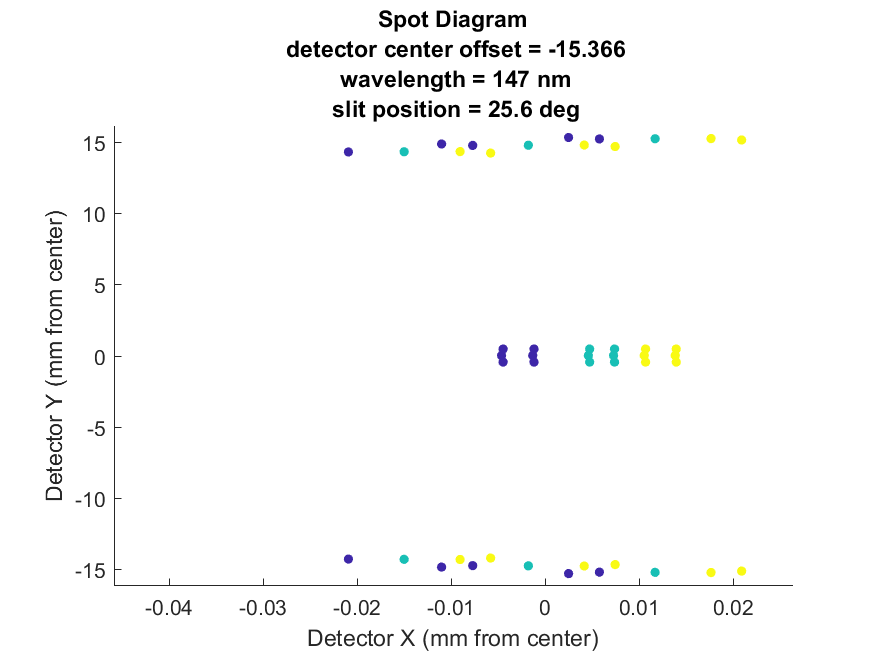 Spot Diagram
detector center offset = -15.366
wavelength = 147 nm
slit position = 25.6 deg
15
10
5
0
-5
-10
-15
Detector Y (mm from center)
-0.04 -0.03 -0.02 -0.01 0 0.01 0.02
Detector X (mm from center)